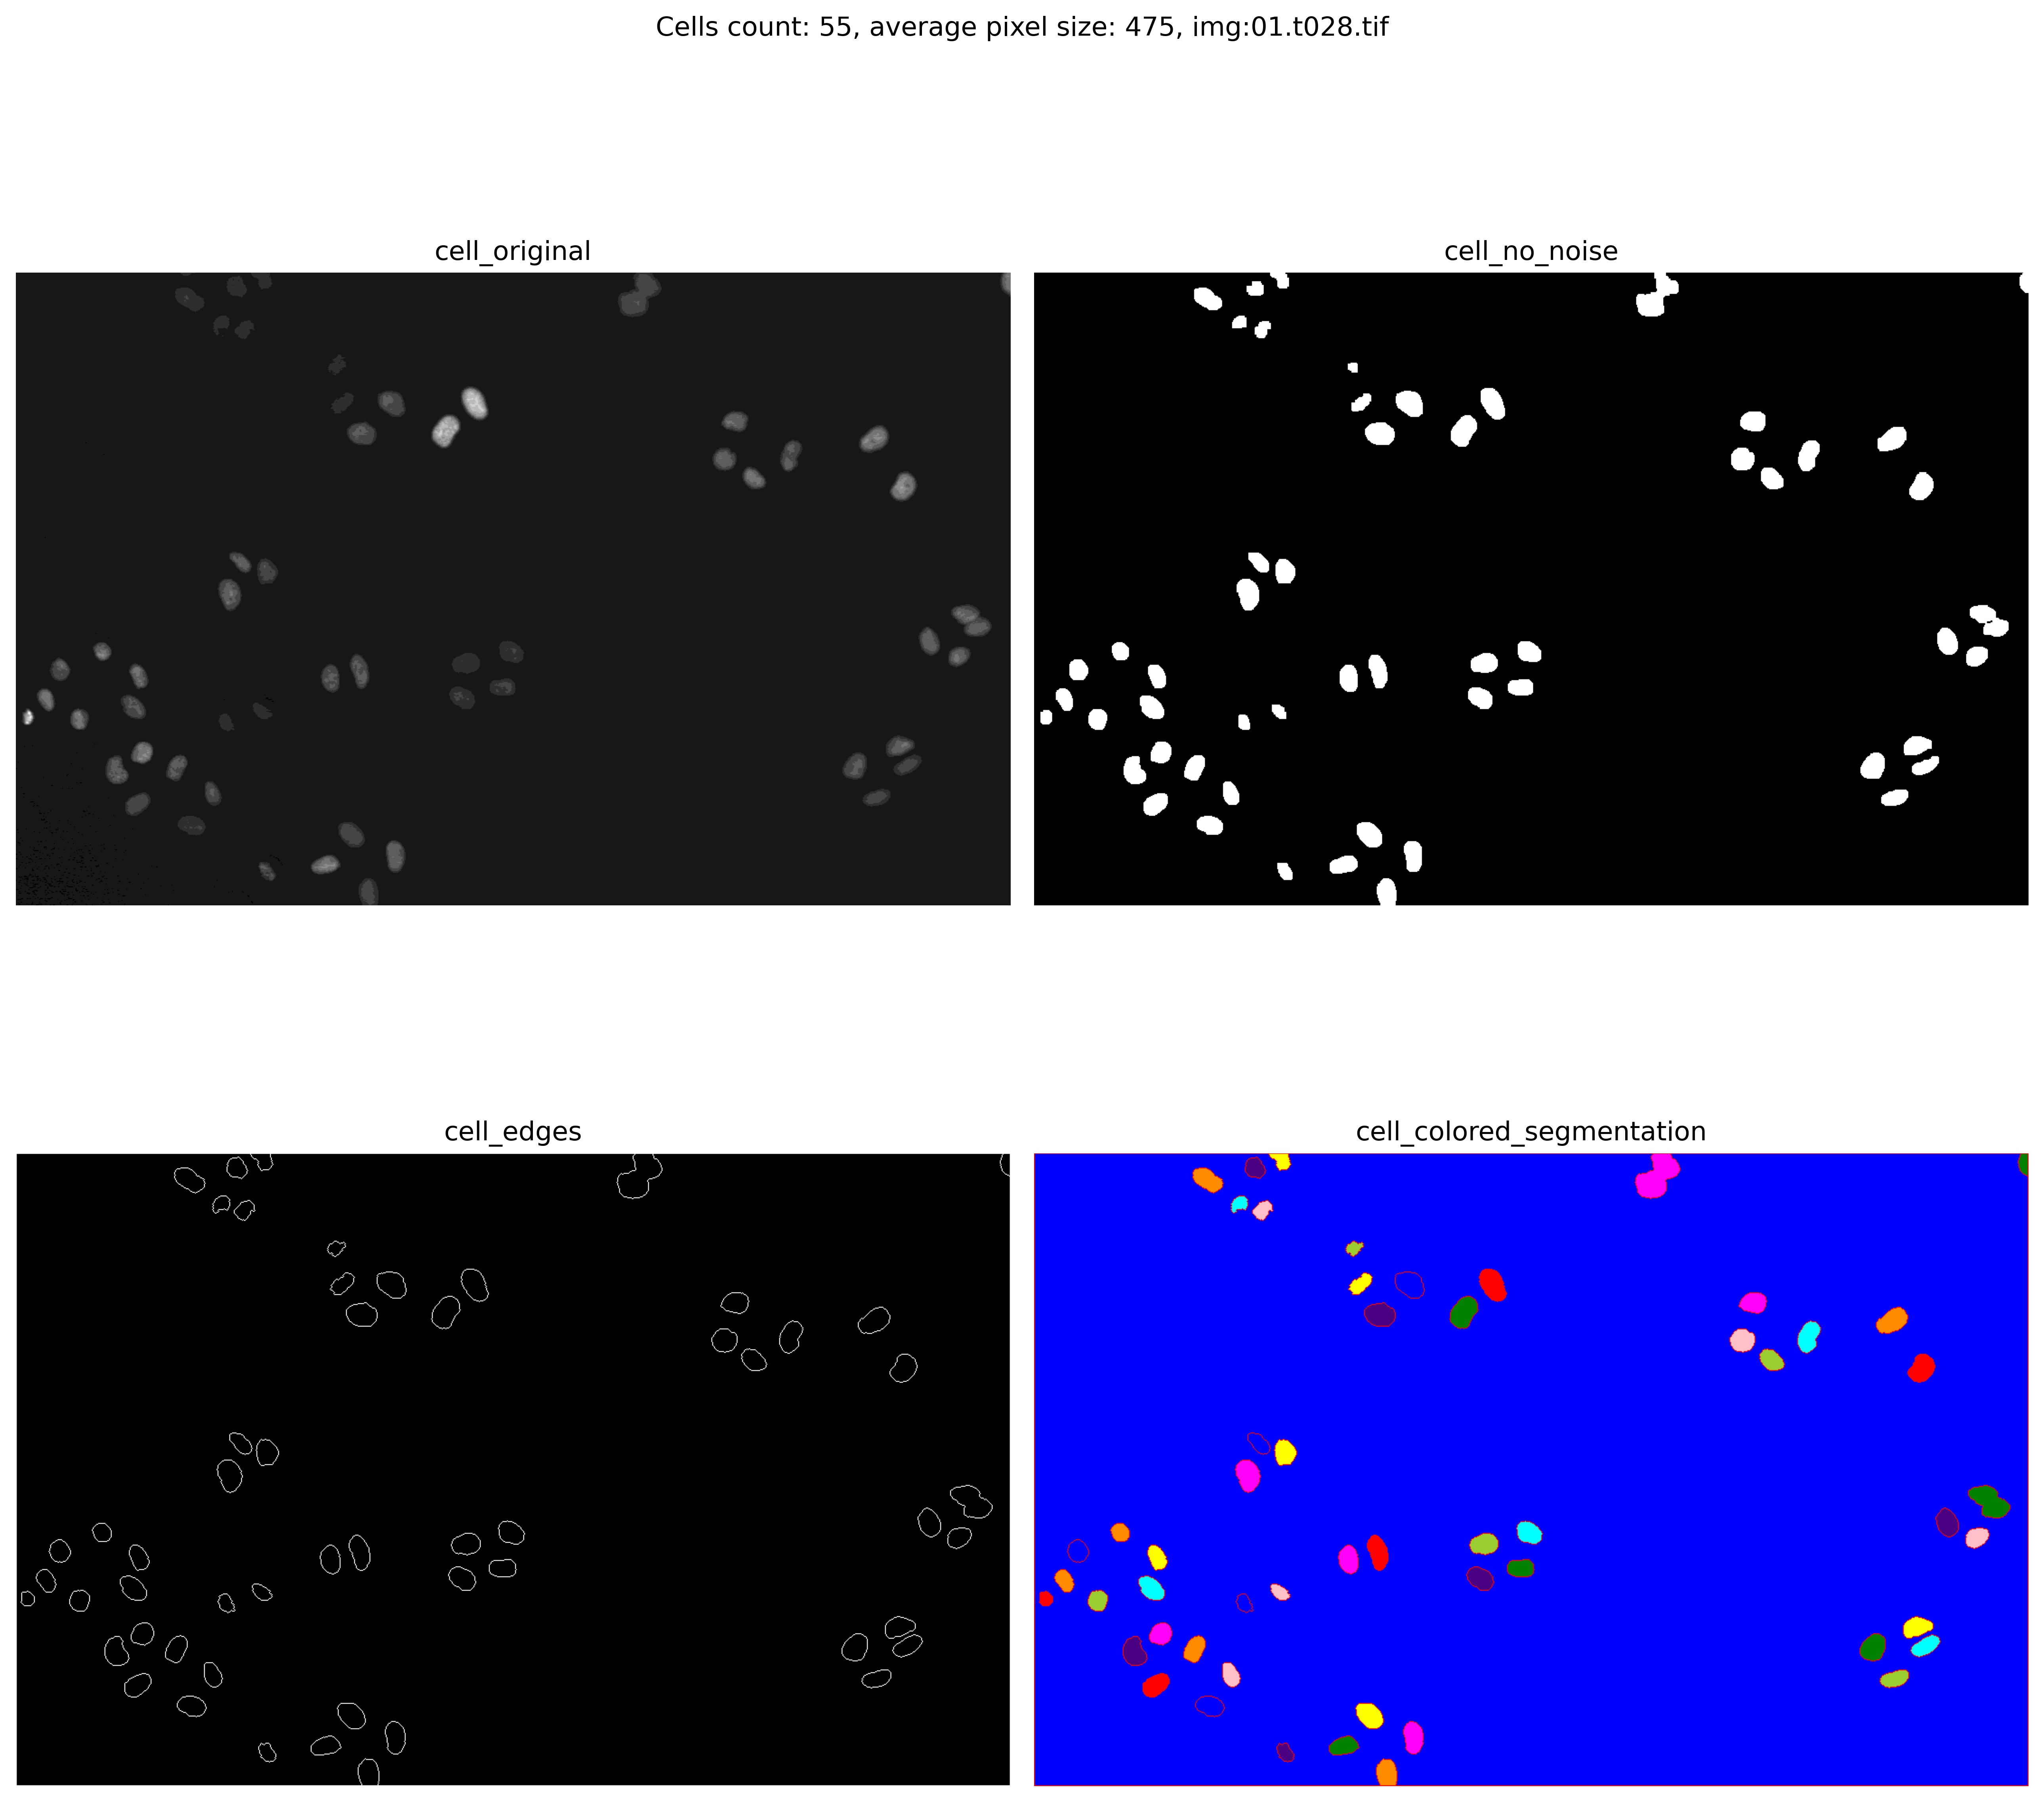 Cells count: 55, average pixel size: 475, img:01.t028.tif
cell_original
cell_no_noise
cell_edges
cell_colored_segmentation